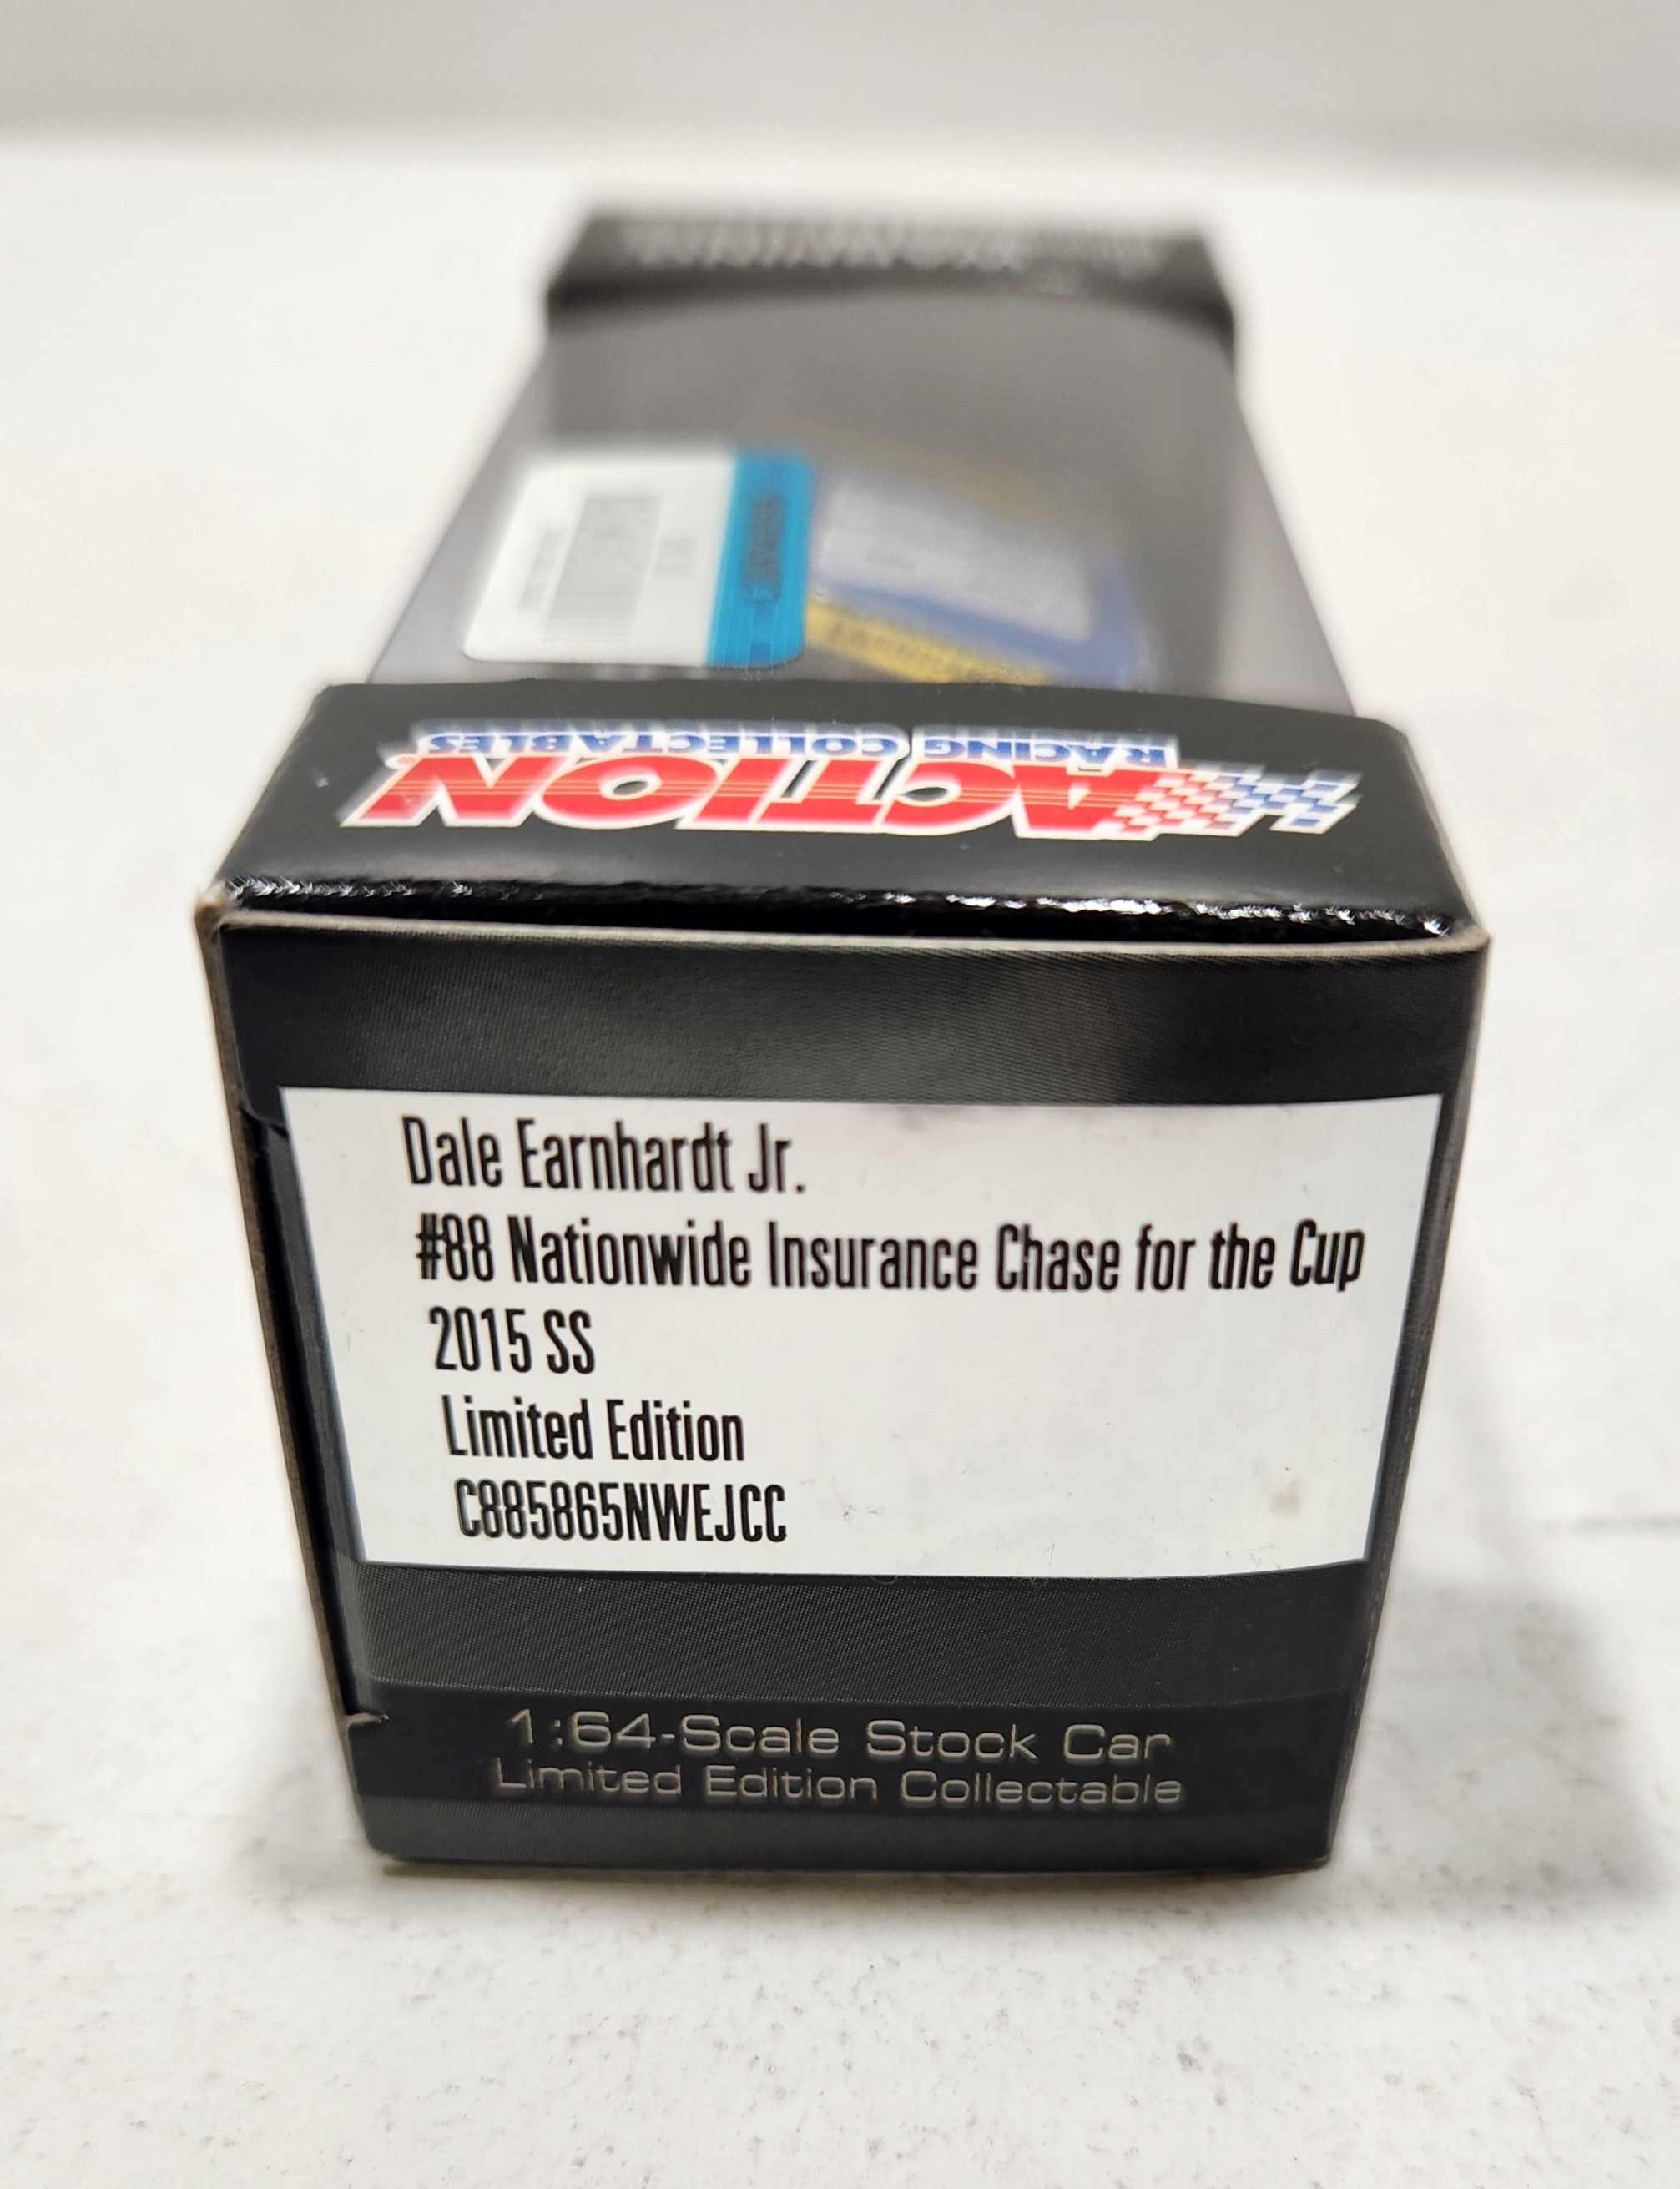 RACING COLLECTABLES
ACTION
Dale Earnhardt Jr.
#88 Nationwide Insurance Chase for the Cup
2015 SS
Limited Edition
C885865NWEJCC
1:64-Scale Stock Car
Limited Edition Collectable